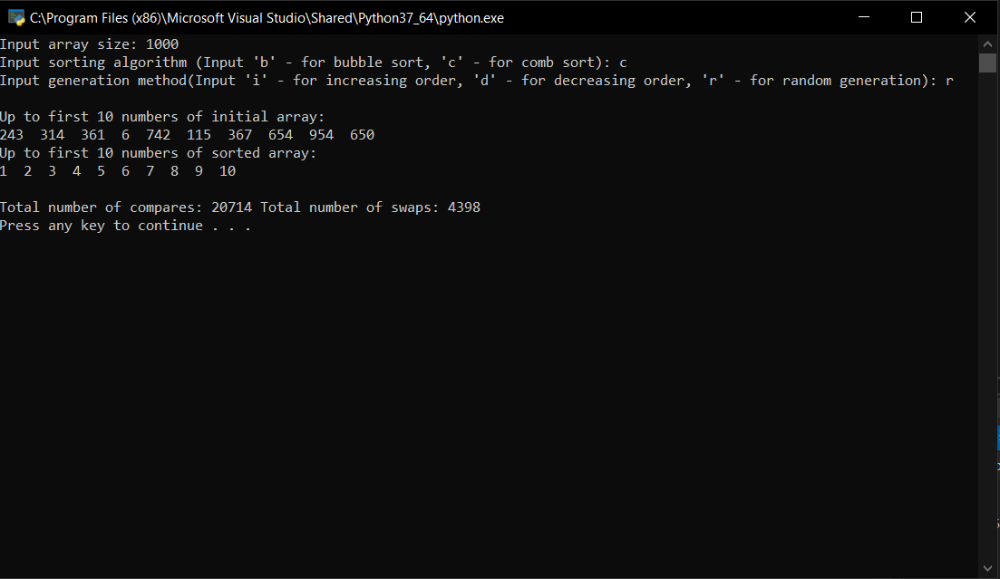 C:\Program Files (x86)\Microsoft Visual Studio\Shared\Python37_64\python.exe
Input array size: 1000
Input sorting algorithm (Input 'b' - for bubble sort, 'c' - for comb sort): c
Input generation method(Input 'i' - for increasing order, 'd' - for decreasing order, 'r' - for random generation): r
Up to first 10 numbers of initial array:
243  314  361  6  742  115  367  654  954  650
Up to first 10 numbers of sorted array:
1  2  3  4  5  6  7  8  9  10
Total number of compares: 20714 Total number of swaps: 4398
Press any key to continue . . .